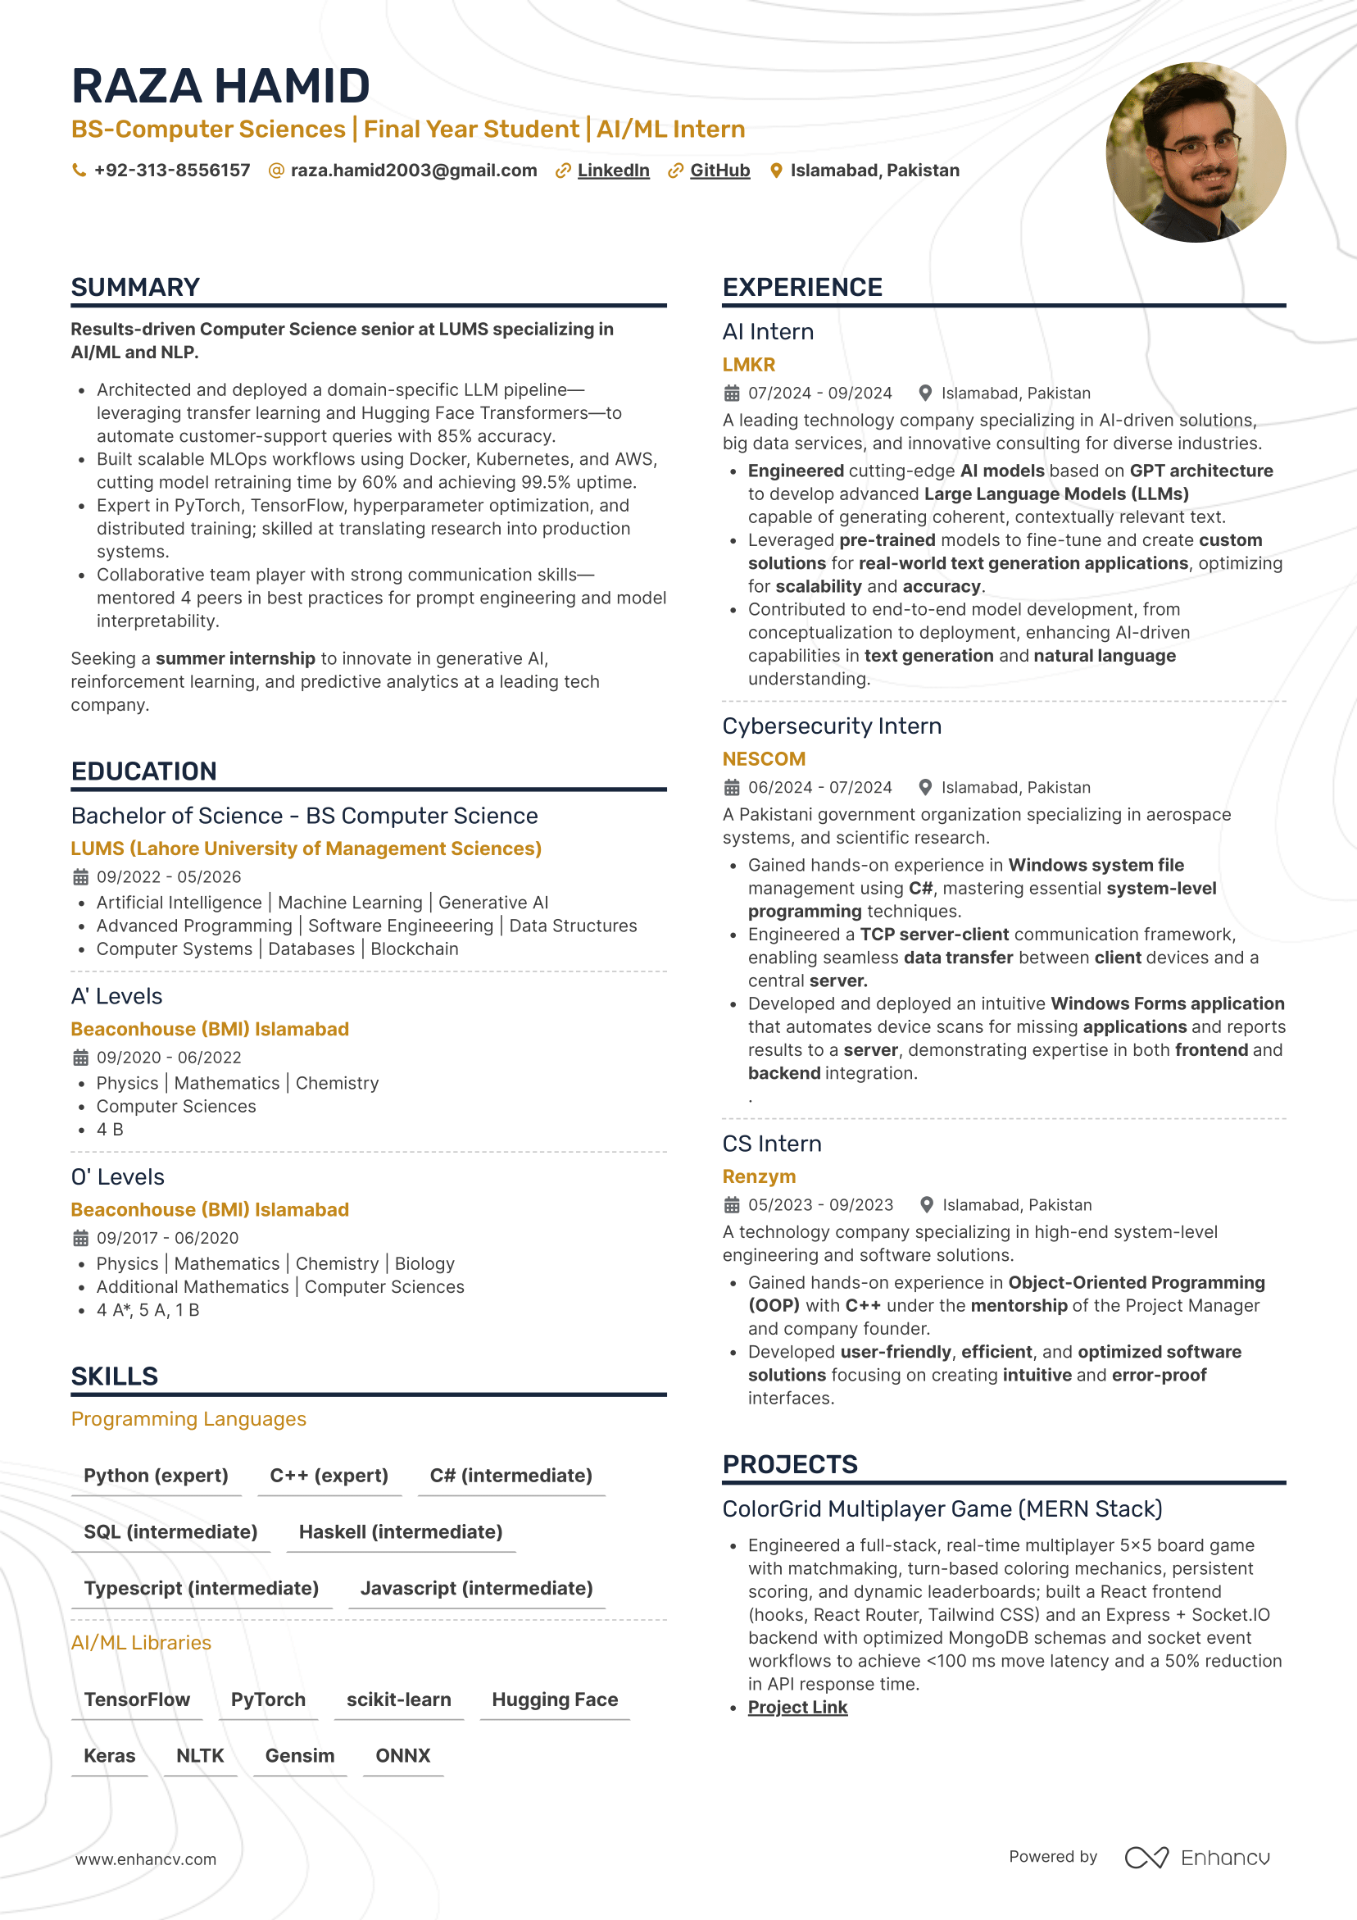 RAZA HAMID
BS-Computer Sciences | Final Year Student | AI/ML Intern
+92-313-8556157 raza.hamid2003@gmail.com LinkedIn GitHub Islamabad, Pakistan
SUMMARY
Results-driven Computer Science senior at LUMS specializing in
AI/ML and NLP.
• Architected and deployed a domain-specific LLM pipeline—
leveraging transfer learning and Hugging Face Transformers—to
automate customer-support queries with 85% accuracy.
• Built scalable MLOps workflows using Docker, Kubernetes, and AWS,
cutting model retraining time by 60% and achieving 99.5% uptime.
• Expert in PyTorch, TensorFlow, hyperparameter optimization, and
distributed training; skilled at translating research into production
systems.
• Collaborative team player with strong communication skills—
mentored 4 peers in best practices for prompt engineering and model
interpretability.
Seeking a summer internship to innovate in generative AI,
reinforcement learning, and predictive analytics at a leading tech
company.
EDUCATION
Bachelor of Science - BS Computer Science
LUMS (Lahore University of Management Sciences)
09/2022 - 05/2026
• Artificial Intelligence | Machine Learning | Generative AI
• Advanced Programming | Software Engineeering | Data Structures
• Computer Systems | Databases | Blockchain
A' Levels
Beaconhouse (BMI) Islamabad
09/2020 - 06/2022
• Physics | Mathematics | Chemistry
• Computer Sciences
• 4 B
O' Levels
Beaconhouse (BMI) Islamabad
09/2017 - 06/2020
• Physics | Mathematics | Chemistry | Biology
• Additional Mathematics | Computer Sciences
• 4 A*, 5 A, 1 B
SKILLS
Programming Languages
Python (expert) C++ (expert) C# (intermediate)
SQL (intermediate) Haskell (intermediate)
Typescript (intermediate) Javascript (intermediate)
AI/ML Libraries
TensorFlow PyTorch scikit-learn Hugging Face
Keras NLTK Gensim ONNX
EXPERIENCE
AI Intern
LMKR
07/2024 - 09/2024 Islamabad, Pakistan
A leading technology company specializing in AI-driven solutions,
big data services, and innovative consulting for diverse industries.
• Engineered cutting-edge AI models based on GPT architecture
to develop advanced Large Language Models (LLMs)
capable of generating coherent, contextually relevant text.
• Leveraged pre-trained models to fine-tune and create custom
solutions for real-world text generation applications, optimizing
for scalability and accuracy.
• Contributed to end-to-end model development, from
conceptualization to deployment, enhancing AI-driven
capabilities in text generation and natural language
understanding.
Cybersecurity Intern
NESCOM
06/2024 - 07/2024 Islamabad, Pakistan
A Pakistani government organization specializing in aerospace
systems, and scientific research.
• Gained hands-on experience in Windows system file
management using C#, mastering essential system-level
programming techniques.
• Engineered a TCP server-client communication framework,
enabling seamless data transfer between client devices and a
central server.
• Developed and deployed an intuitive Windows Forms application
that automates device scans for missing applications and reports
results to a server, demonstrating expertise in both frontend and
backend integration.
.
CS Intern
Renzym
05/2023 - 09/2023 Islamabad, Pakistan
A technology company specializing in high-end system-level
engineering and software solutions.
• Gained hands-on experience in Object-Oriented Programming
(OOP) with C++ under the mentorship of the Project Manager
and company founder.
• Developed user-friendly, efficient, and optimized software
solutions focusing on creating intuitive and error-proof
interfaces.
PROJECTS
ColorGrid Multiplayer Game (MERN Stack)
• Engineered a full-stack, real-time multiplayer 5×5 board game
with matchmaking, turn-based coloring mechanics, persistent
scoring, and dynamic leaderboards; built a React frontend
(hooks, React Router, Tailwind CSS) and an Express + Socket.IO
backend with optimized MongoDB schemas and socket event
workflows to achieve <100 ms move latency and a 50% reduction
in API response time.
• Project Link
www.enhancv.com
Powered by Enhancv